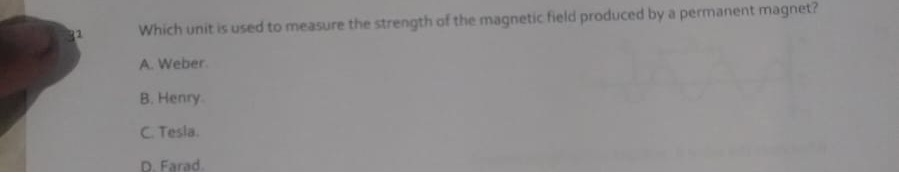 31
Which unit is used to measure the strength of the magnetic field produced by a permanent magnet?
A. Weber.
B. Henry.
C. Tesla.
D. Farad.